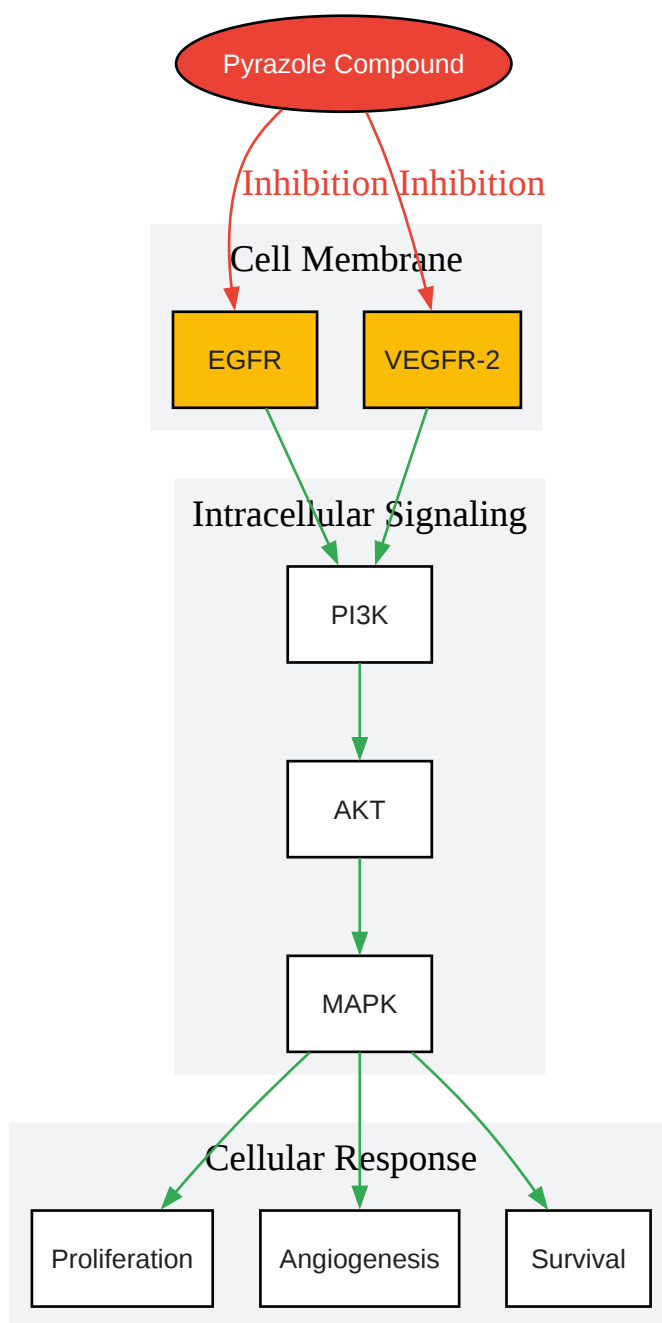 Pyrazole Compound
Inhibition Inhibition
Cell Membrane
EGFR
VEGFR-2
Intracellular Signaling
PI3K
AKT
MAPK
Cellular Response
Proliferation
Angiogenesis
Survival